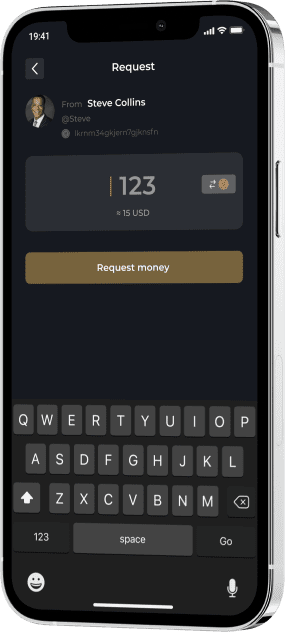 19:41
Request
From Steve Collins
@Steve
lkmm34gkjern7gjknsfn
123
≈ 15 USD
Request money
Q W E R T Y U I O P
A S D F G H J K L
Z X C V B N M
123 space Go